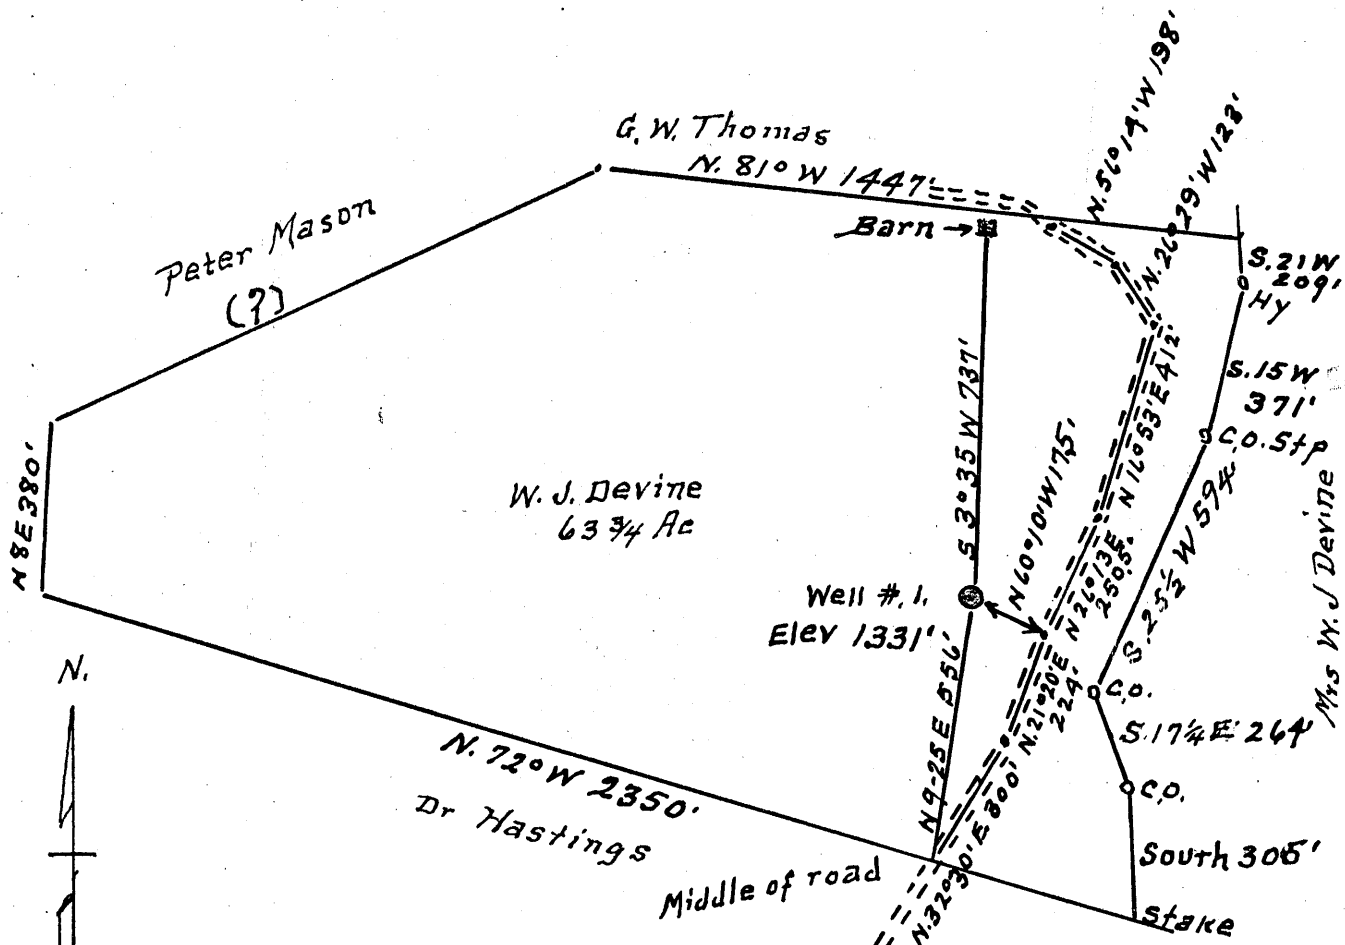 G. W. Thomas
N. 81° W 1447'
N. 56° 14' W 198'
N. 26° 29' W 128'
Peter Mason
(?)
Barn →
S. 21 W
209'
Hy
S. 15 W
371'
C.O. Stp
S 3° 35 W 737'
N 16° 53' E 412'
N 60° 10' W 175'
W. J. Devine
63 3/4 Ac
N 8 E 380'
Well #. 1.
Elev 1331'
N 26° 13 E
250.5'
S. 25 1/2 W 594'
Mrs W. J Devine
C.O.
N. 21° 20' E
224'
S. 17 1/4 E 264'
C.O.
N 9-25 E 556'
N.
N. 72° W 2350'
Dr Hastings
Middle of road
N. 32° 30' E 300'
South 305'
Stake